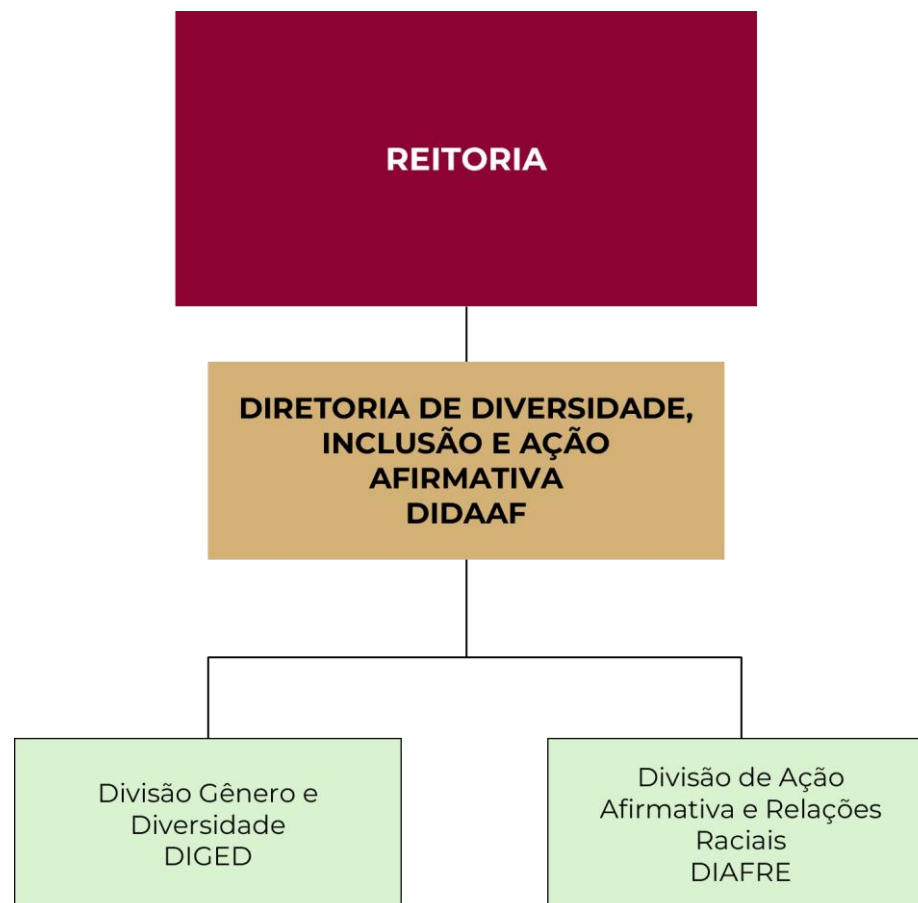 REITORIA
DIRETORIA DE DIVERSIDADE,
INCLUSÃO E AÇÃO
AFIRMATIVA
DIDAAF
Divisão Gênero e
Diversidade
DIGED
Divisão de Ação
Afirmativa e Relações
Raciais
DIAFRE